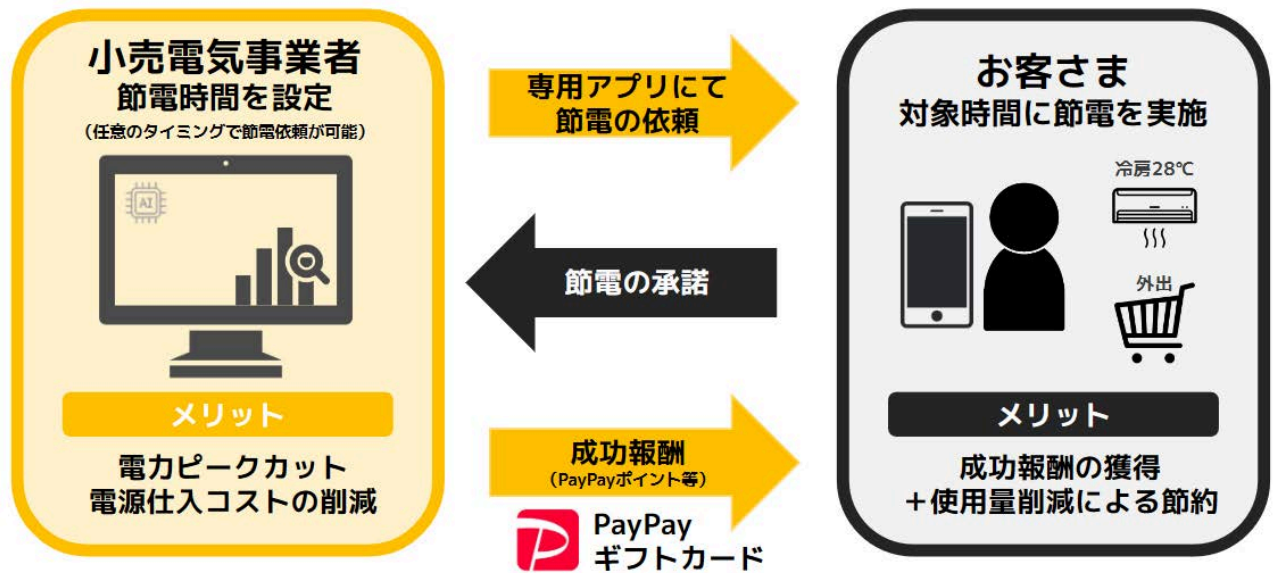 小売電気事業者
節電時間を設定
（任意のタイミングで節電依頼が可能）
AI
メリット
電力ピークカット
電源仕入コストの削減
専用アプリにて
節電の依頼
節電の承諾
成功報酬
（PayPayポイント等）
PayPay
ギフトカード
お客さま
対象時間に節電を実施
冷房28℃
外出
メリット
成功報酬の獲得
＋使用量削減による節約